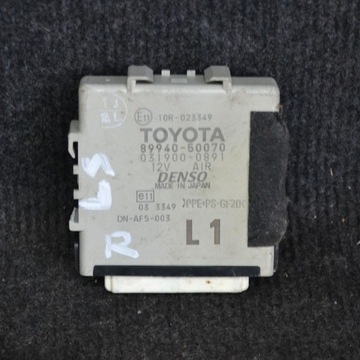 E11 10R-023349
TOYOTA
89940-50070
031900-0891
12V AIR
DENSO
MADE IN JAPAN
e11
03 3349
>PPE+PS-GF20<
DN-AFS-003
L1
LS
R